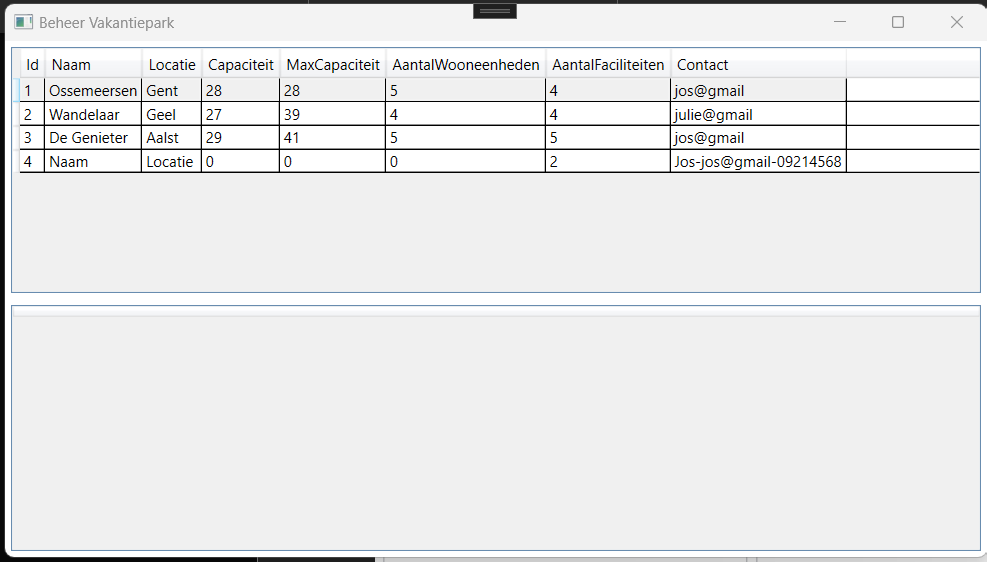 Beheer Vakantiepark
Id Naam Locatie Capaciteit MaxCapaciteit AantalWooneenheden AantalFaciliteiten Contact
1 Ossemeersen Gent 28 28 5 4 jos@gmail
2 Wandelaar Geel 27 39 4 4 julie@gmail
3 De Genieter Aalst 29 41 5 5 jos@gmail
4 Naam Locatie 0 0 0 2 Jos-jos@gmail-09214568